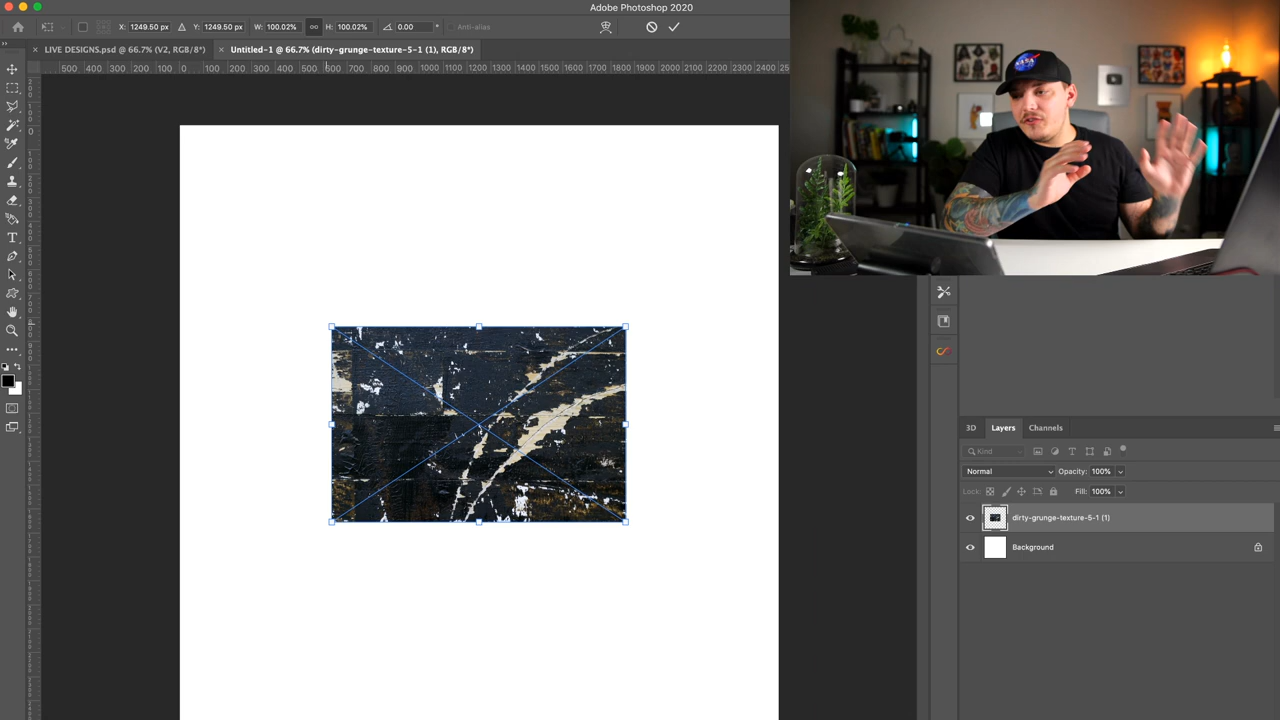 Adobe Photoshop 2020
X: 1249.50 px Y: 1249.50 px W: 100.02% H: 100.02% 0.00 Anti-alias
LIVE DESIGNS.psd @ 66.7% (V2, RGB/8*) Untitled-1 @ 66.7% (dirty-grunge-texture-5-1 (1), RGB/8*)
500 400 300 200 100 0 100 200 300 400 500 600 700 800 900 1000 1100 1200 1300 1400 1500 1600 1700 1800 1900 2000 2100 2200 2300 2400
NASA
3D Layers Channels
Kind
Normal Opacity: 100%
Lock: Fill: 100%
dirty-grunge-texture-5-1 (1)
Background